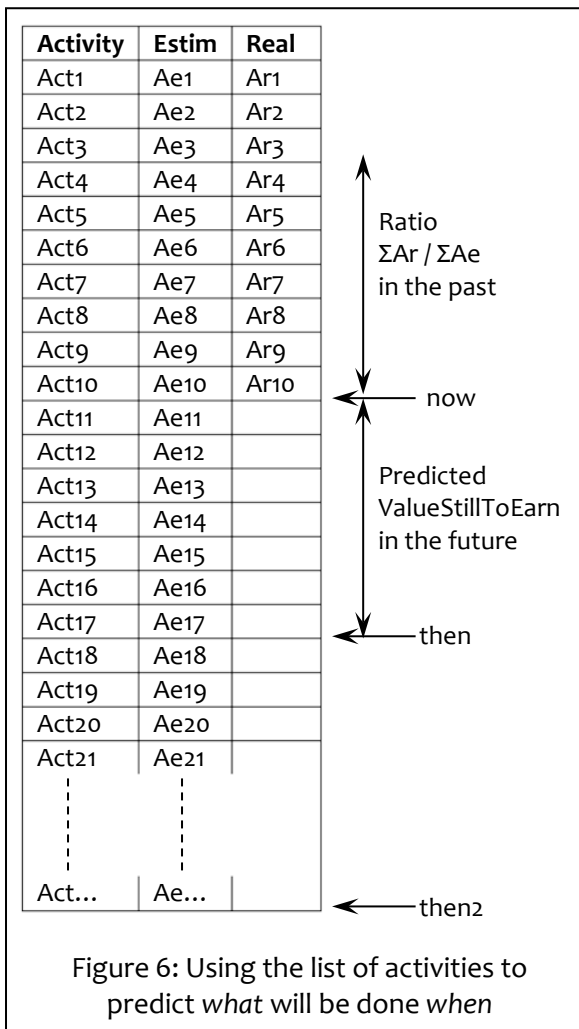 Activity Estim Real
Act1 Ae1 Ar1
Act2 Ae2 Ar2
Act3 Ae3 Ar3
Act4 Ae4 Ar4
Act5 Ae5 Ar5
Act6 Ae6 Ar6
Act7 Ae7 Ar7
Act8 Ae8 Ar8
Act9 Ae9 Ar9
Act10 Ae10 Ar10
Act11 Ae11
Act12 Ae12
Act13 Ae13
Act14 Ae14
Act15 Ae15
Act16 Ae16
Act17 Ae17
Act18 Ae18
Act19 Ae19
Act20 Ae20
Act21 Ae21
Act... Ae...
Ratio
ΣAr / ΣAe
in the past
now
Predicted
ValueStillToEarn
in the future
then
then2
Figure 6: Using the list of activities to
predict what will be done when